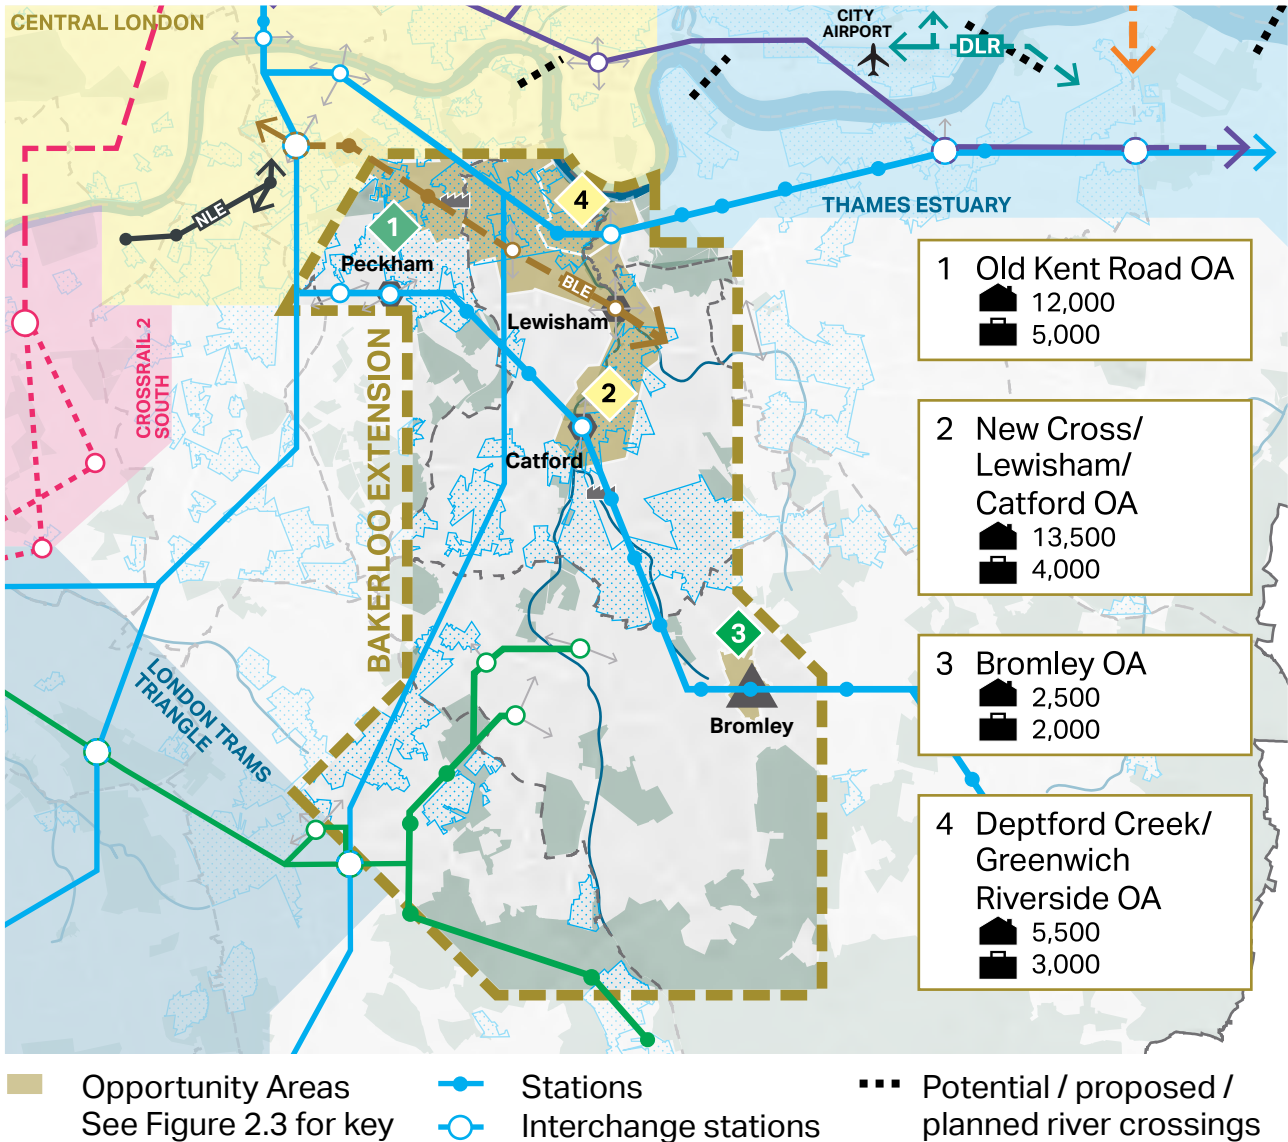 CENTRAL LONDON
CITY
AIRPORT
DLR
NLE
4
THAMES ESTUARY
1
Peckham
BLE
Lewisham
CROSSRAIL 2
SOUTH
BAKERLOO EXTENSION
2
Catford
3
Bromley
LONDON TRAMS
TRIANGLE
1 Old Kent Road OA
12,000
5,000
2 New Cross/
Lewisham/
Catford OA
13,500
4,000
3 Bromley OA
2,500
2,000
4 Deptford Creek/
Greenwich
Riverside OA
5,500
3,000
Opportunity Areas
See Figure 2.3 for key
Stations
Interchange stations
Potential / proposed /
planned river crossings